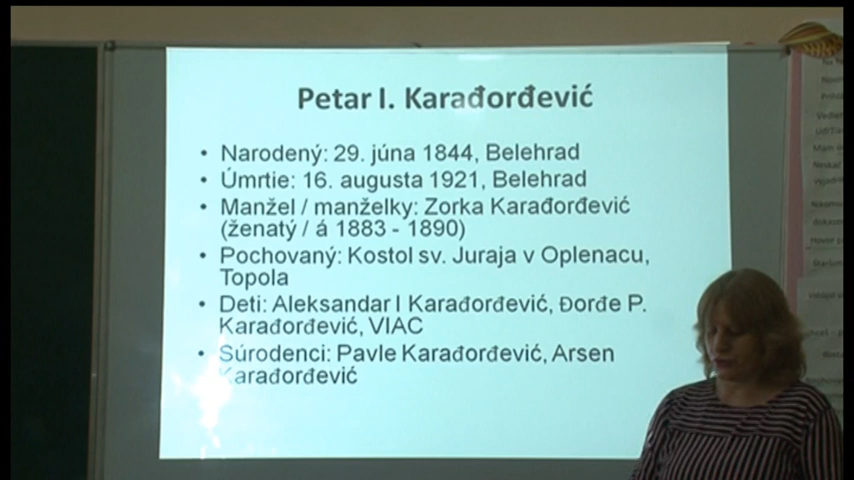 Petar I. Karađorđević
• Narodený: 29. júna 1844, Belehrad
• Úmrtie: 16. augusta 1921, Belehrad
• Manžel / manželky: Zorka Karađorđević
(ženatý / á 1883 - 1890)
• Pochovaný: Kostol sv. Juraja v Oplenacu,
Topola
• Deti: Aleksandar I Karađorđević, Đorđe P.
Karađorđević, VIAC
• Súrodenci: Pavle Karađorđević, Arsen
Karađorđević